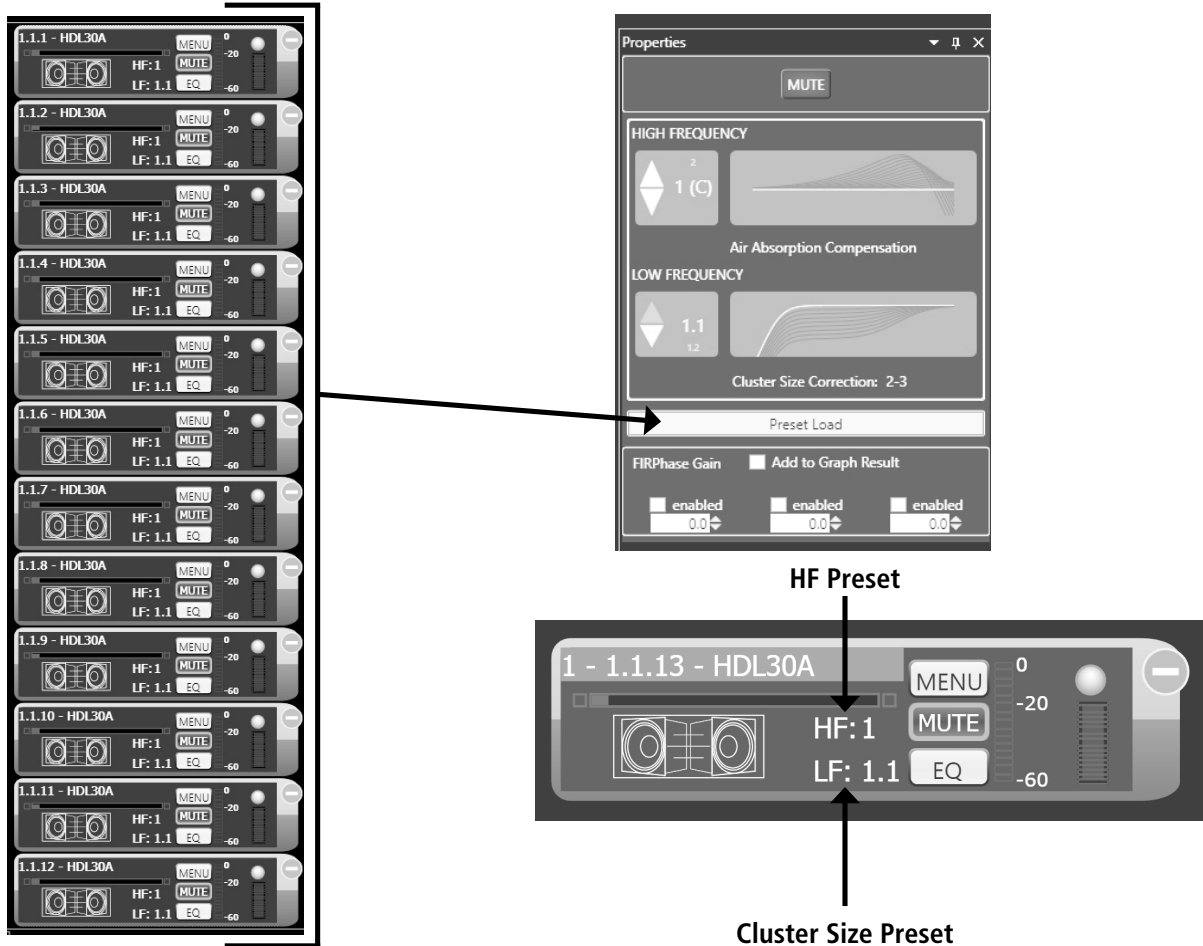 1.1.1 - HDL30A
MENU 0
-20
HF:1 MUTE
LF: 1.1 EQ -60
1.1.2 - HDL30A
MENU 0
-20
HF:1 MUTE
LF: 1.1 EQ -60
1.1.3 - HDL30A
MENU 0
-20
HF:1 MUTE
LF: 1.1 EQ -60
1.1.4 - HDL30A
MENU 0
-20
HF:1 MUTE
LF: 1.1 EQ -60
1.1.5 - HDL30A
MENU 0
-20
HF:1 MUTE
LF: 1.1 EQ -60
1.1.6 - HDL30A
MENU 0
-20
HF:1 MUTE
LF: 1.1 EQ -60
1.1.7 - HDL30A
MENU 0
-20
HF:1 MUTE
LF: 1.1 EQ -60
1.1.8 - HDL30A
MENU 0
-20
HF:1 MUTE
LF: 1.1 EQ -60
1.1.9 - HDL30A
MENU 0
-20
HF:1 MUTE
LF: 1.1 EQ -60
1.1.10 - HDL30A
MENU 0
-20
HF:1 MUTE
LF: 1.1 EQ -60
1.1.11 - HDL30A
MENU 0
-20
HF:1 MUTE
LF: 1.1 EQ -60
1.1.12 - HDL30A
MENU 0
-20
HF:1 MUTE
LF: 1.1 EQ -60
Properties
MUTE
HIGH FREQUENCY
2
1 (C)
Air Absorption Compensation
LOW FREQUENCY
1.1
1.2
Cluster Size Correction: 2-3
Preset Load
FIRPhase Gain Add to Graph Result
enabled enabled enabled
0.0 0.0 0.0
HF Preset
1 - 1.1.13 - HDL30A
MENU 0
-20
HF: 1 MUTE
LF: 1.1 EQ -60
Cluster Size Preset